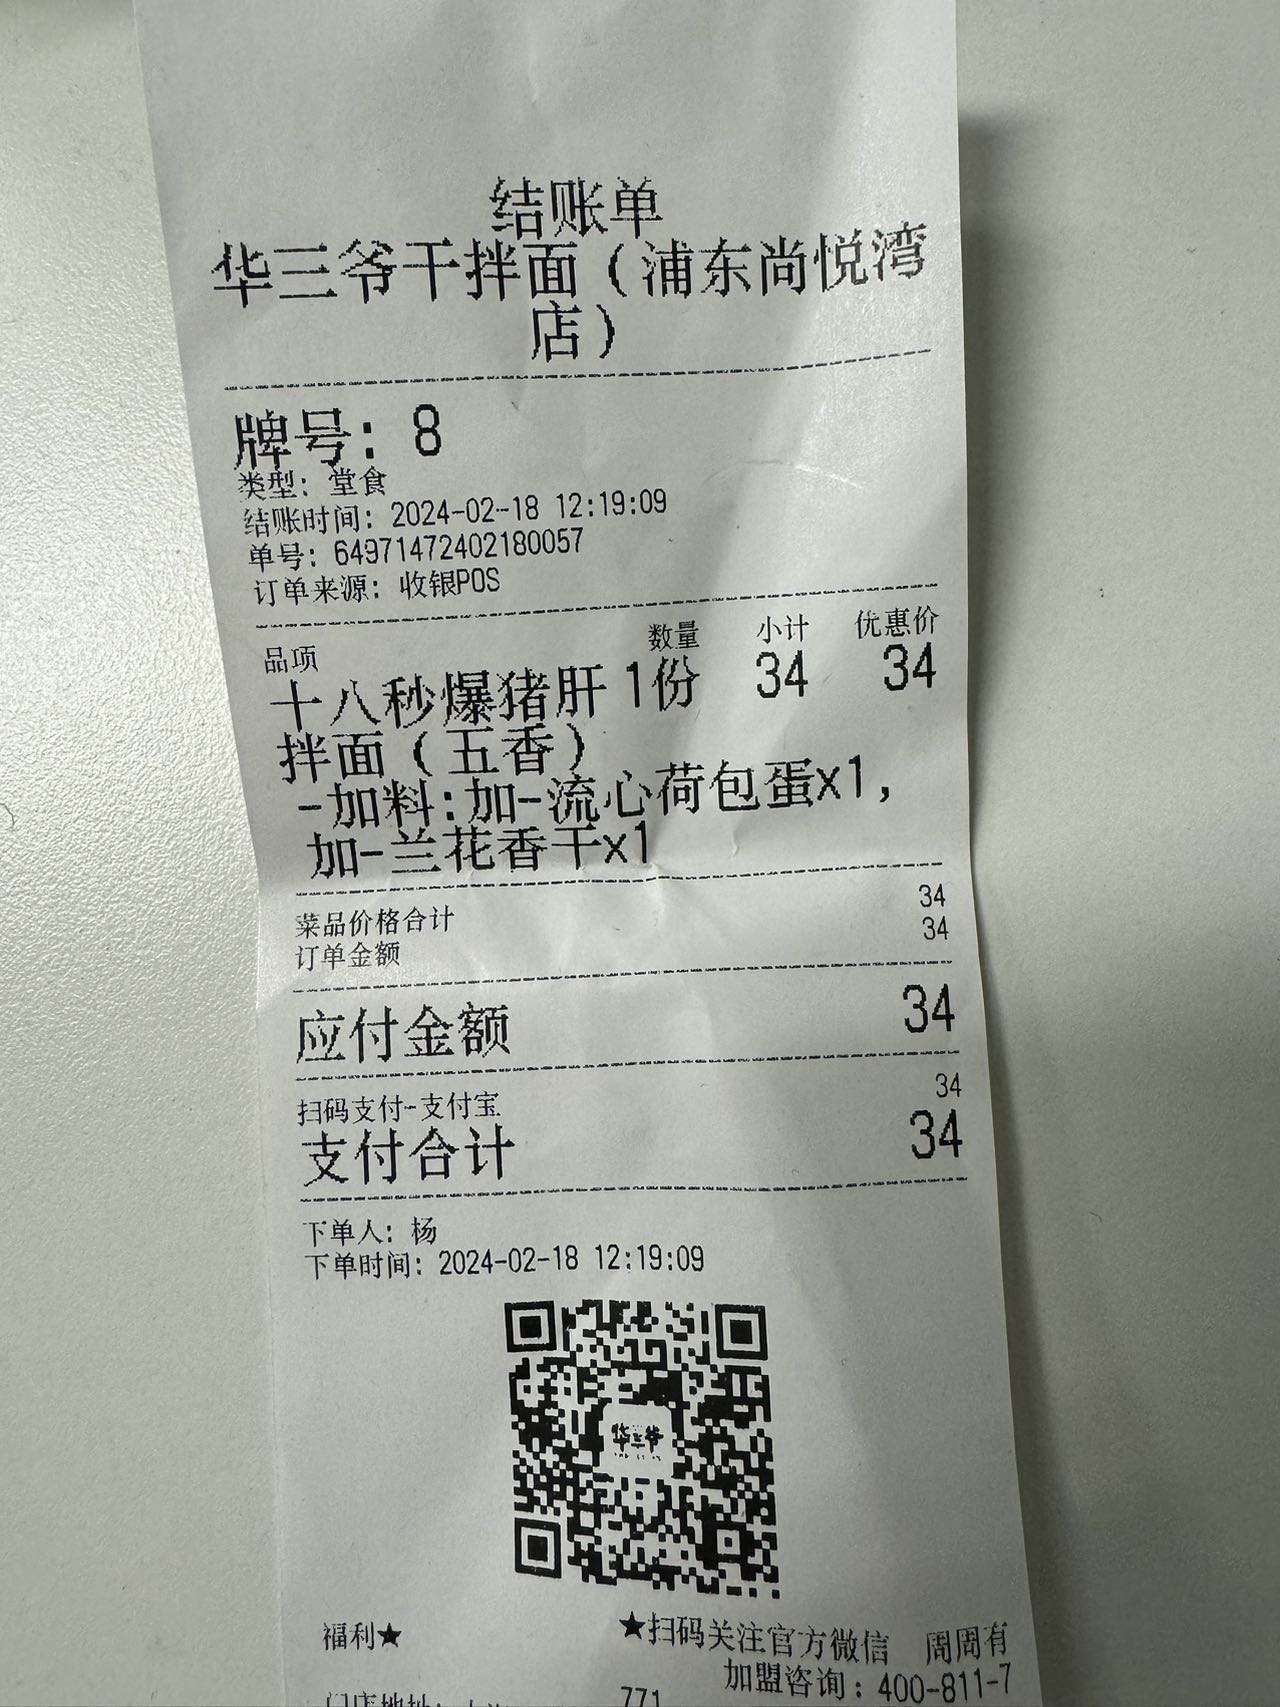 结账单
华三爷干拌面（浦东尚悦湾
店）
牌号：8
类型：堂食
结账时间：2024-02-18 12:19:09
单号：64971472402180057
订单来源：收银POS
品项 数量 小计 优惠价
十八秒爆猪肝 1份 34 34
拌面（五香）
-加料:加-流心荷包蛋x1,
加-兰花香干x1
菜品价格合计 34
订单金额 34
应付金额 34
扫码支付-支付宝 34
支付合计 34
下单人：杨
下单时间：2024-02-18 12:19:09
华三爷
★扫码关注官方微信 周周有
福利★
加盟咨询：400-811-7
771
门店地址：